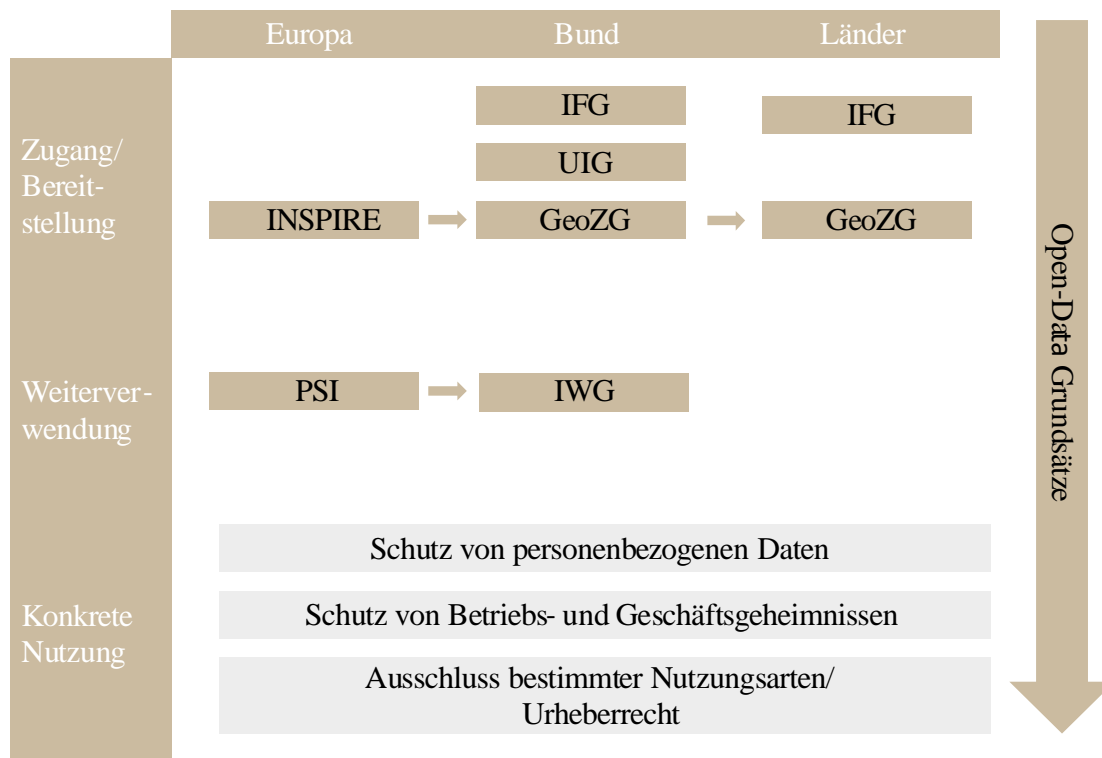 Europa
Bund
Länder
Zugang/
Bereit-
stellung
IFG
IFG
UIG
INSPIRE
GeoZG
GeoZG
Weiterver-
wendung
PSI
IWG
Konkrete
Nutzung
Schutz von personenbezogenen Daten
Schutz von Betriebs- und Geschäftsgeheimnissen
Ausschluss bestimmter Nutzungsarten/
Urheberrecht
Open-Data Grundsätze